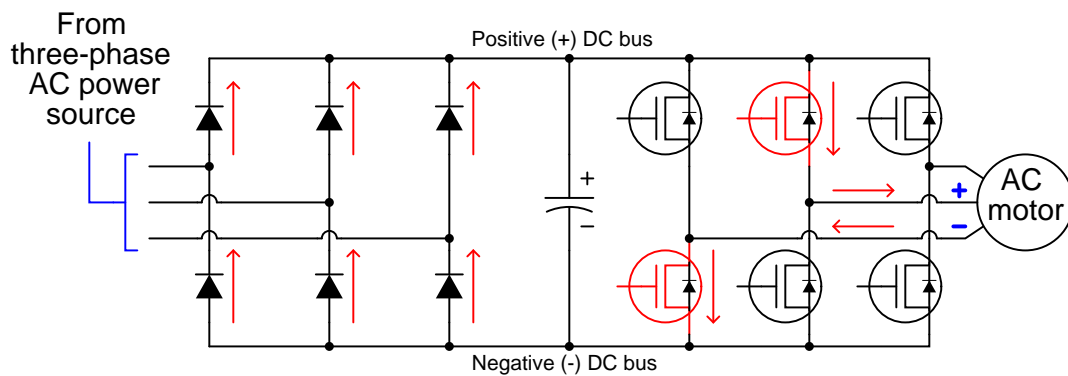 From
three-phase
AC power
source
Positive (+) DC bus
+
−
+
−
AC
motor
Negative (-) DC bus